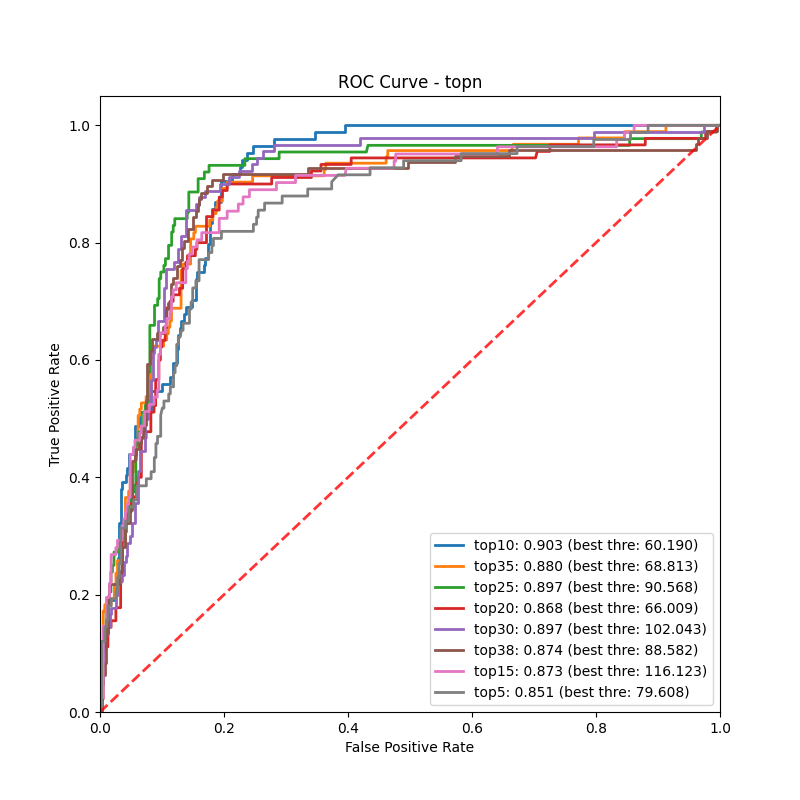 ROC Curve - topn
1.0
0.8
0.6
0.4
0.2
0.0
True Positive Rate
top10: 0.903 (best thre: 60.190)
top35: 0.880 (best thre: 68.813)
top25: 0.897 (best thre: 90.568)
top20: 0.868 (best thre: 66.009)
top30: 0.897 (best thre: 102.043)
top38: 0.874 (best thre: 88.582)
top15: 0.873 (best thre: 116.123)
top5: 0.851 (best thre: 79.608)
0.0 0.2 0.4 0.6 0.8 1.0
False Positive Rate